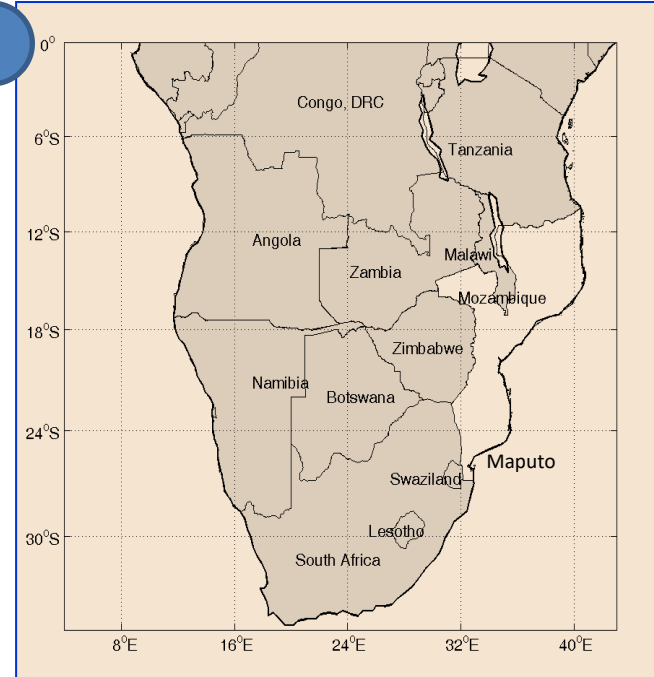 0°
Congo, DRC
6°S
Tanzania
12°S
Angola
Malawi
Zambia
Mozambique
18°S
Zimbabwe
Namibia
Botswana
24°S
Maputo
Swaziland
Lesotho
30°S
South Africa
8°E 16°E 24°E 32°E 40°E